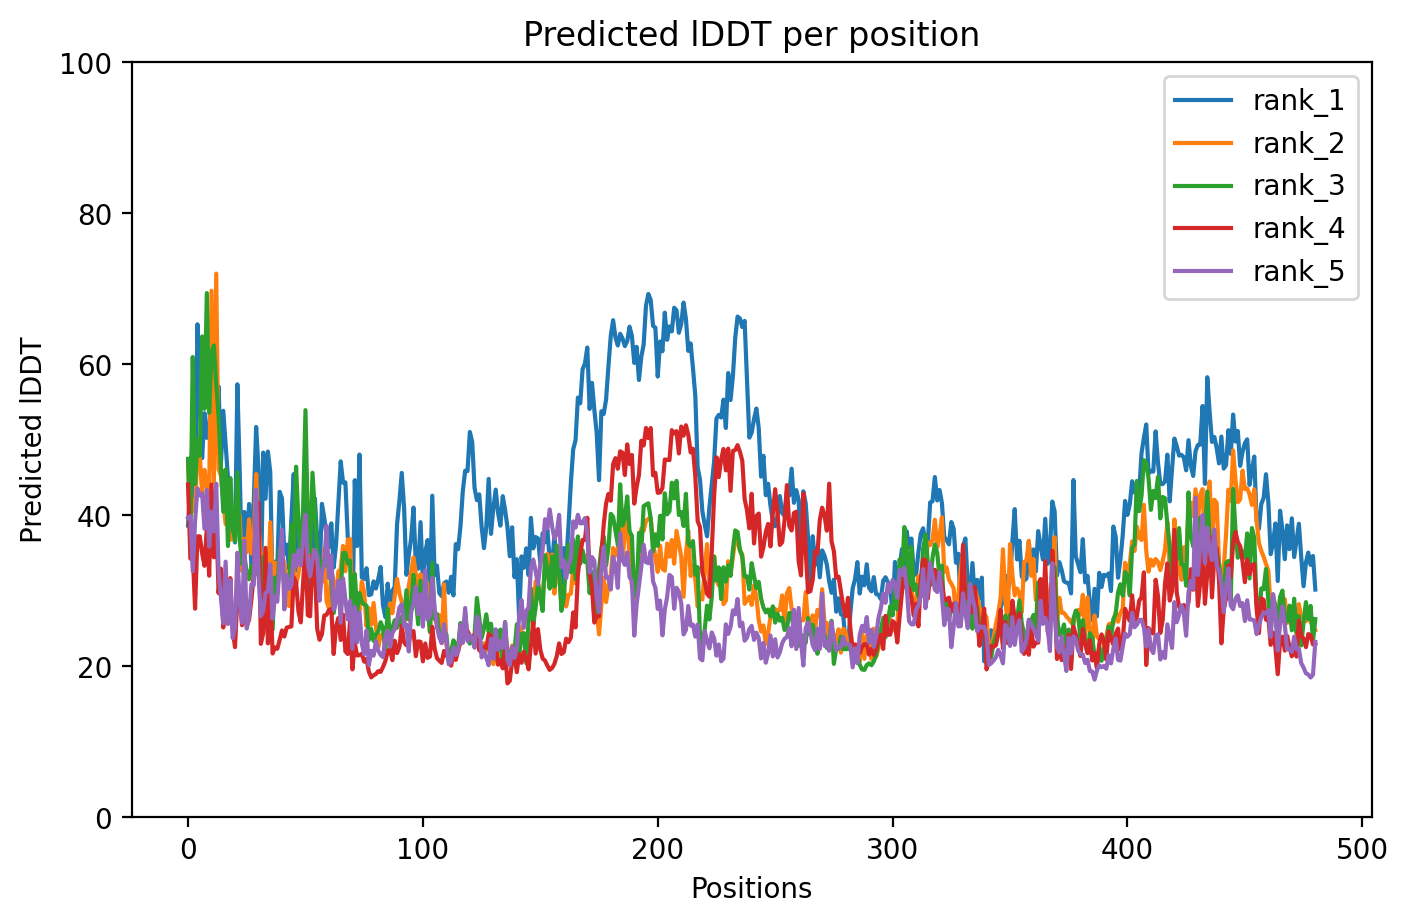 Predicted lDDT per position
100
80
60
40
20
0
Predicted lDDT
0 100 200 300 400 500
Positions
rank_1
rank_2
rank_3
rank_4
rank_5